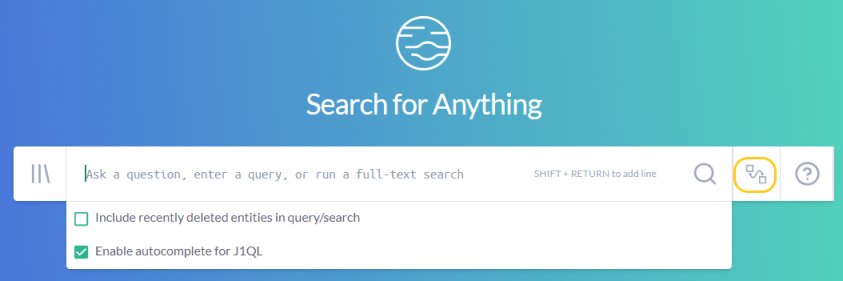 Search for Anything
Ask a question, enter a query, or run a full-text search
SHIFT + RETURN to add line
?
Include recently deleted entities in query/search
Enable autocomplete for J1QL